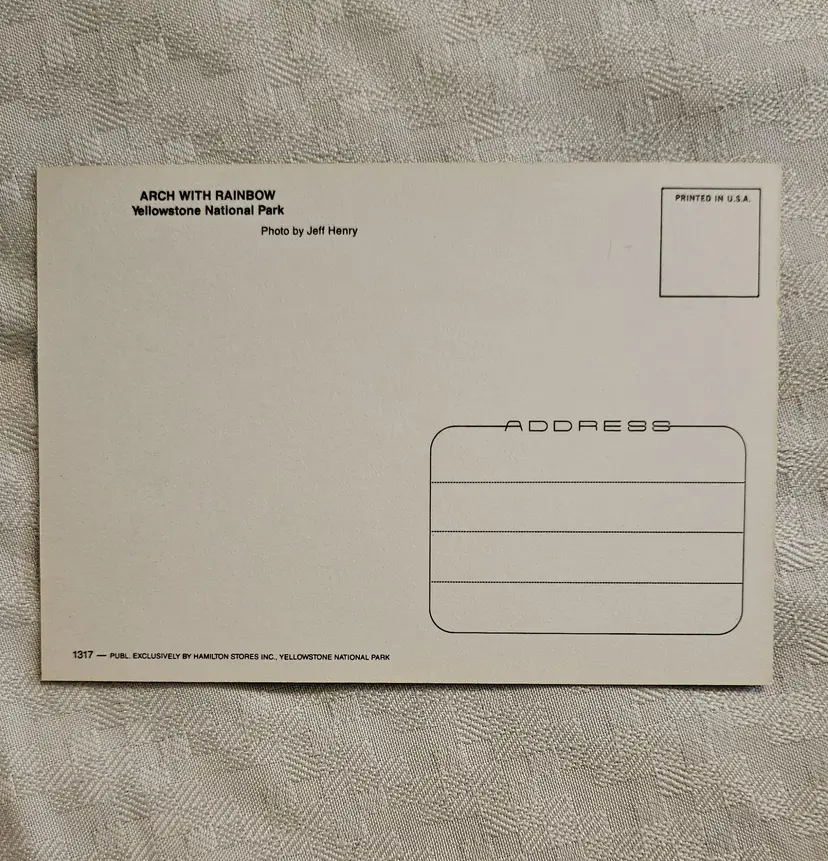 ARCH WITH RAINBOW
Yellowstone National Park
Photo by Jeff Henry
PRINTED IN U.S.A.
ADDRESS
1317 — PUBL. EXCLUSIVELY BY HAMILTON STORES INC., YELLOWSTONE NATIONAL PARK